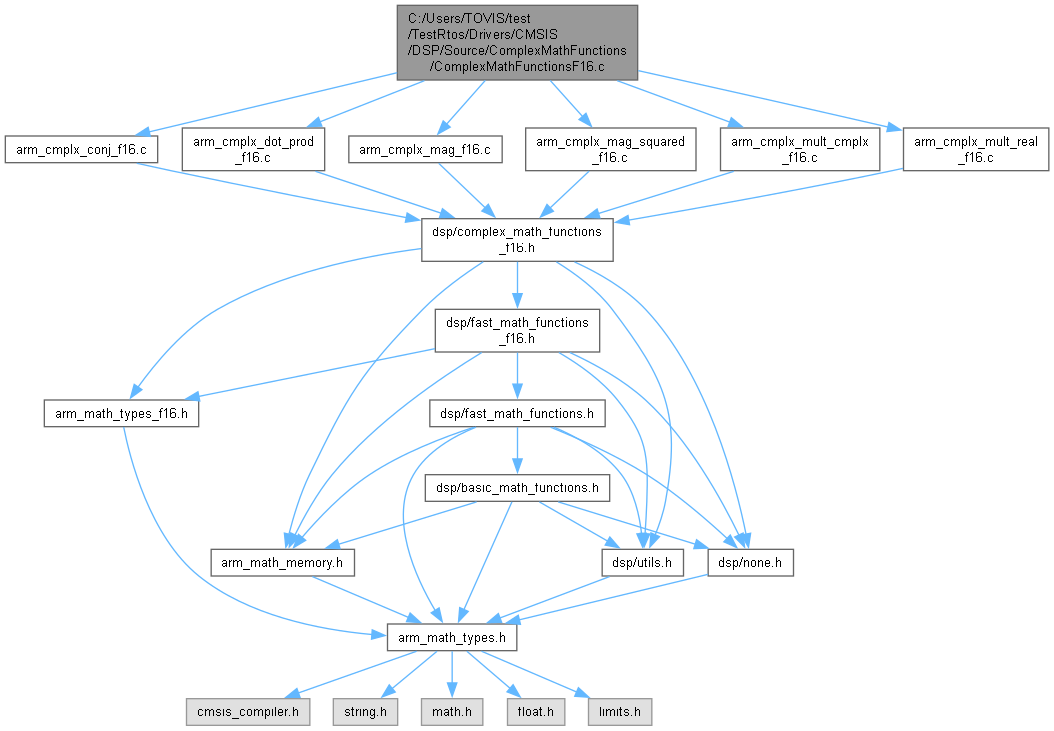 C:/Users/TOVIS/test
/TestRtos/Drivers/CMSIS
/DSP/Source/ComplexMathFunctions
/ComplexMathFunctionsF16.c
arm_cmplx_conj_f16.c
arm_cmplx_dot_prod
_f16.c
arm_cmplx_mag_f16.c
arm_cmplx_mag_squared
_f16.c
arm_cmplx_mult_cmplx
_f16.c
arm_cmplx_mult_real
_f16.c
dsp/complex_math_functions
_f16.h
dsp/fast_math_functions
_f16.h
arm_math_types_f16.h
dsp/fast_math_functions.h
dsp/basic_math_functions.h
arm_math_memory.h
dsp/utils.h
dsp/none.h
arm_math_types.h
cmsis_compiler.h
string.h
math.h
float.h
limits.h